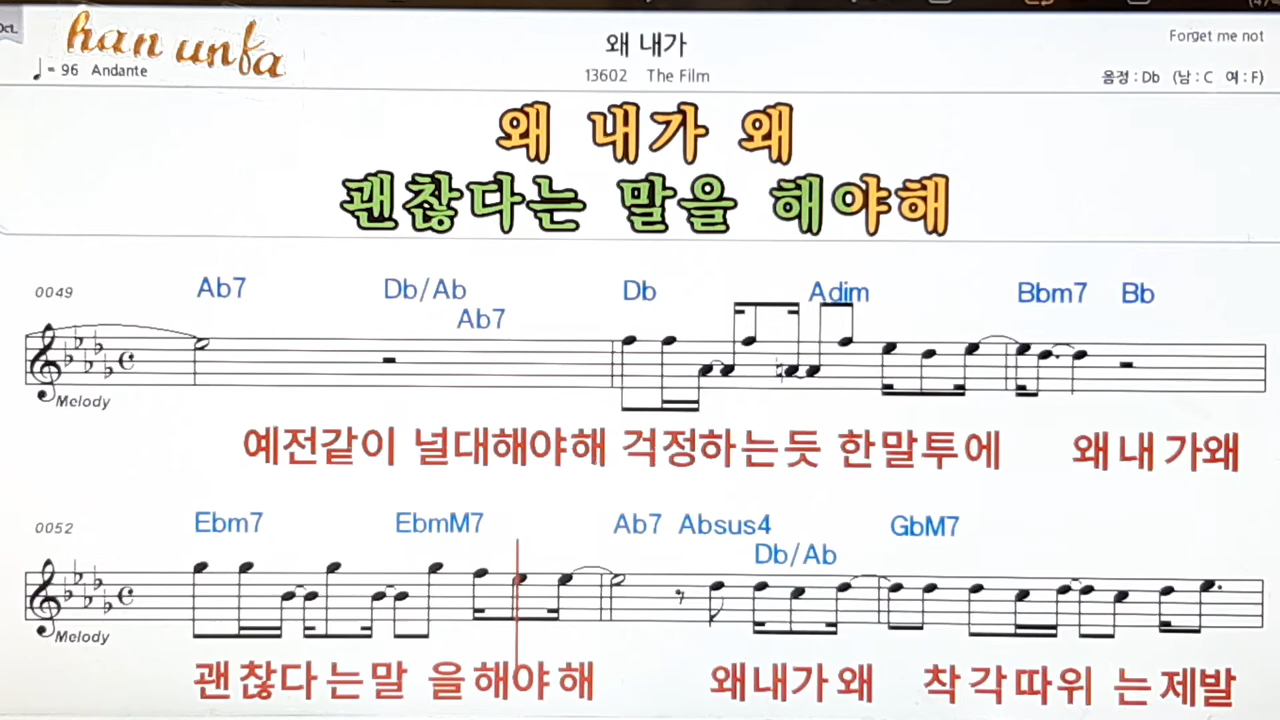 Oct.
han unfa
왜 내가
Forget me not
♩= 96 Andante
13602 The Film
음정 : Db (남 : C 여 : F)
왜 내가 왜
괜찮다는 말을 해야해
0049 Ab7 Db/Ab Db Adim Bbm7 Bb
Ab7
Melody
예전같이 널대해야해 걱정하는듯 한말투에 왜내가왜
0052 Ebm7 EbmM7 Ab7 Absus4 GbM7
Db/Ab
Melody
괜찮다는말 을해야해 왜내가왜 착각따위 는제발